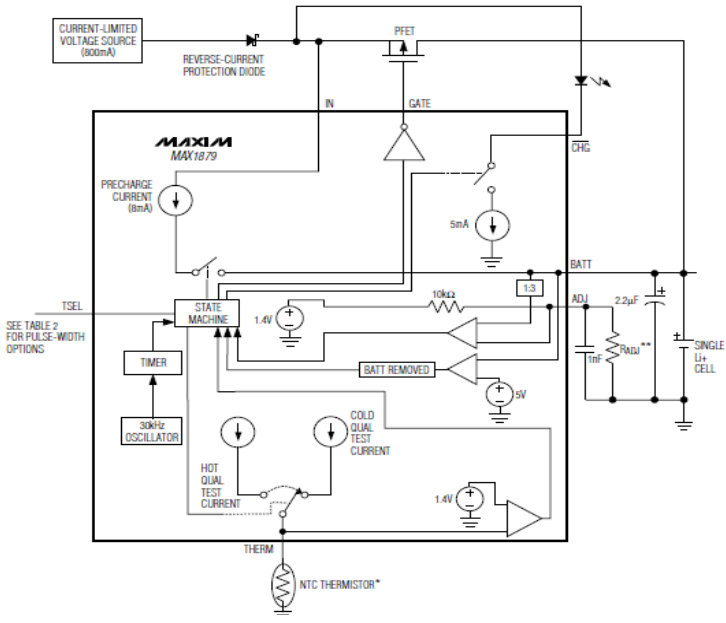 CURRENT-LIMITED
VOLTAGE SOURCE
(800mA)
REVERSE-CURRENT
PROTECTION DIODE
PFET
IN
GATE
MAXIM
MAX1879
CHG
PRECHARGE
CURRENT
(8mA)
5mA
BATT
TSEL
SEE TABLE 2
FOR PULSE-WIDTH
OPTIONS
STATE
MACHINE
1.4V
10kΩ
1:3
ADJ
2.2µF
1nF
RADJ**
SINGLE
Li+
CELL
TIMER
BATT REMOVED
5V
30kHz
OSCILLATOR
HOT
QUAL
TEST
CURRENT
COLD
QUAL
TEST
CURRENT
1.4V
THERM
NTC THERMISTOR*